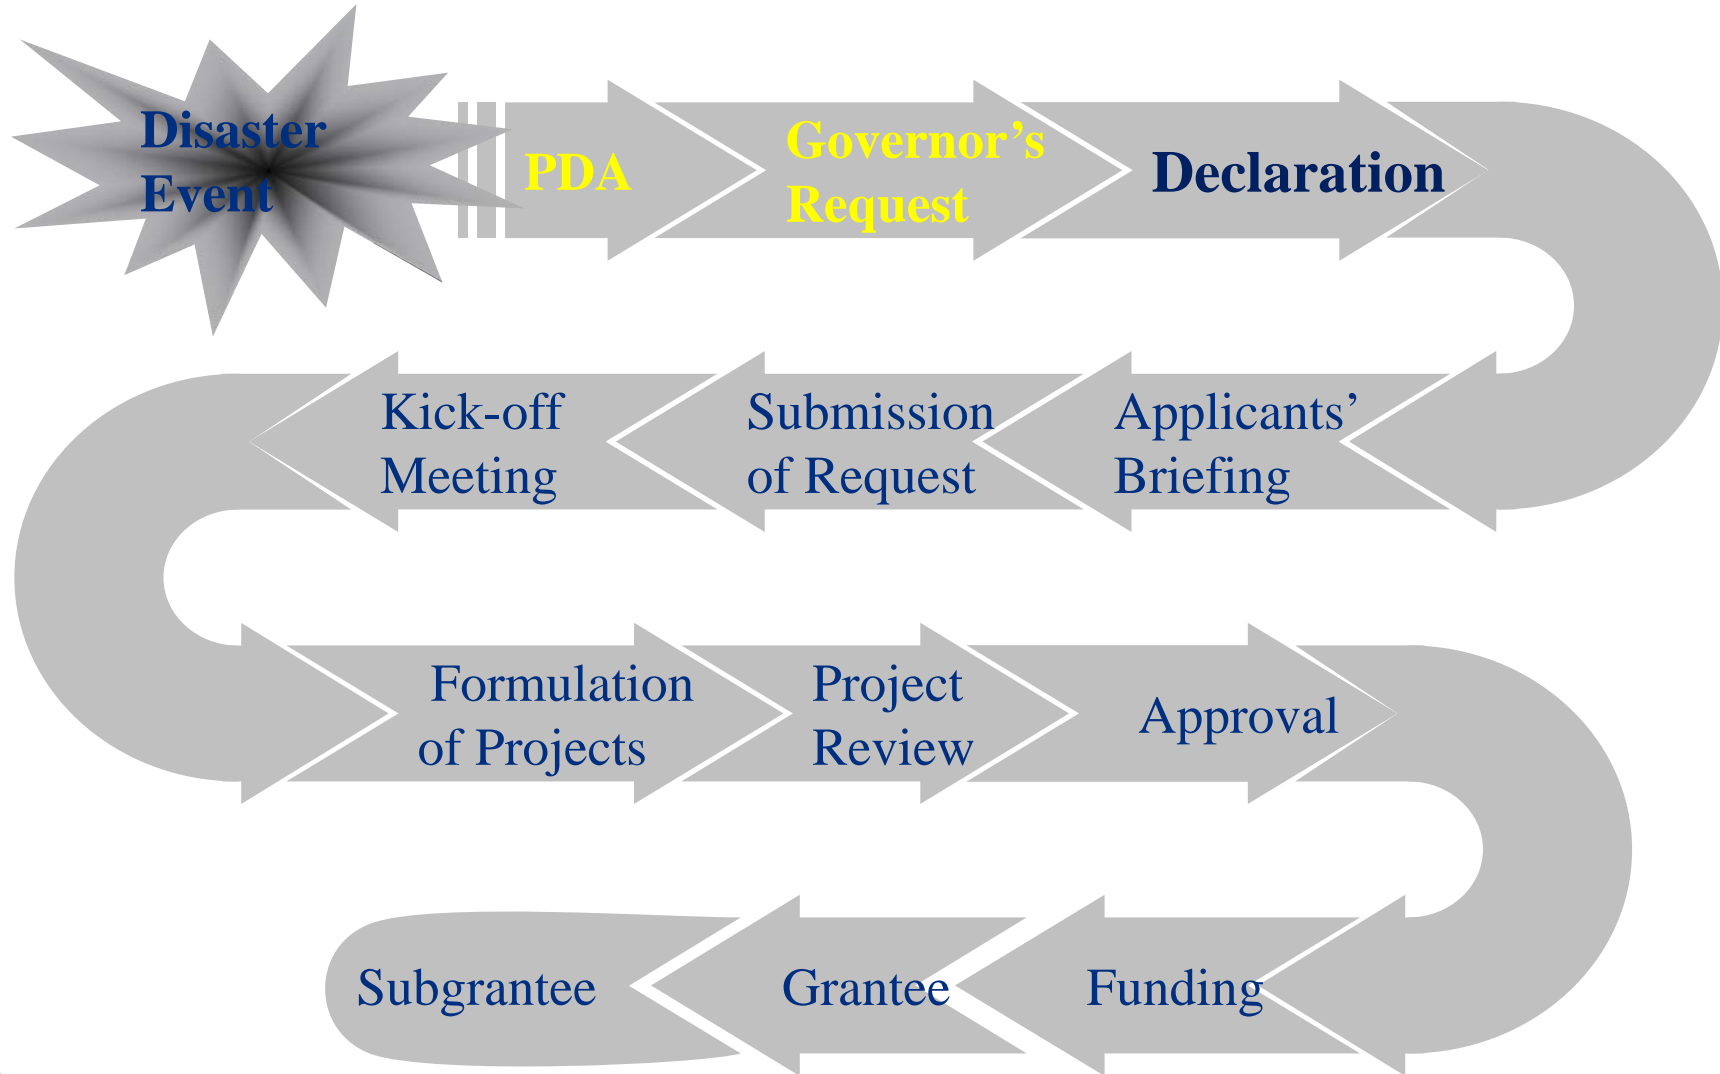 Disaster
Event
PDA
Governor’s
Request
Declaration
Applicants’
Briefing
Submission
of Request
Kick-off
Meeting
Formulation
of Projects
Project
Review
Approval
Funding
Grantee
Subgrantee